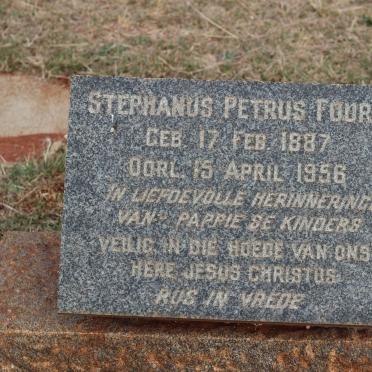 STEPHANUS PETRUS FOUR
GEB. 17 FEB. 1887
OORL. 15 APRIL 1956
IN LIEFDEVOLLE HERINNERING
VAN PAPPIE SE KINDERS
VEILIG IN DIE HOEDE VAN ONS
HERE JESUS CHRISTUS
RUS IN VREDE